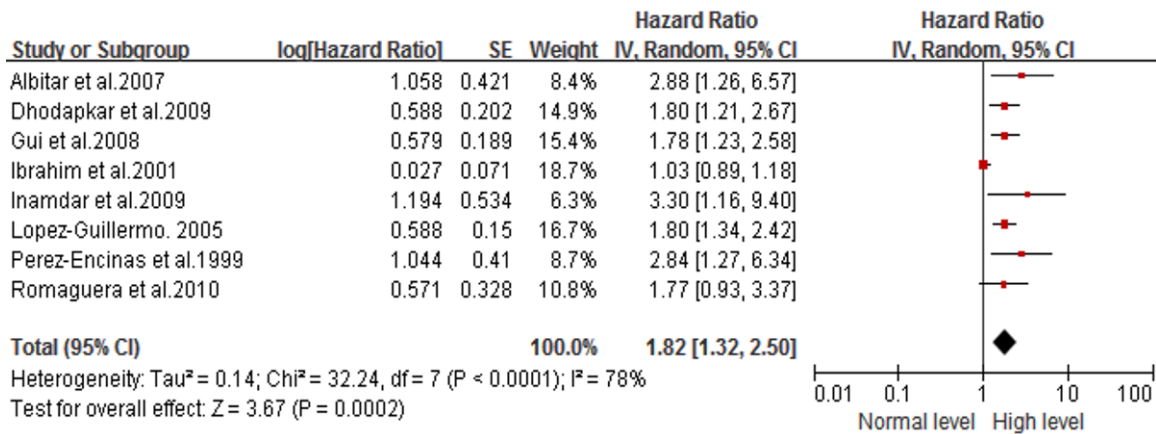 Hazard Ratio Hazard Ratio
Study or Subgroup log[Hazard Ratio] SE Weight IV, Random, 95% CI IV, Random, 95% CI
Albitar et al.2007 1.058 0.421 8.4% 2.88 [1.26, 6.57]
Dhodapkar et al.2009 0.588 0.202 14.9% 1.80 [1.21, 2.67]
Gui et al.2008 0.579 0.189 15.4% 1.78 [1.23, 2.58]
Ibrahim et al.2001 0.027 0.071 18.7% 1.03 [0.89, 1.18]
Inamdar et al.2009 1.194 0.534 6.3% 3.30 [1.16, 9.40]
Lopez-Guillermo. 2005 0.588 0.15 16.7% 1.80 [1.34, 2.42]
Perez-Encinas et al.1999 1.044 0.41 8.7% 2.84 [1.27, 6.34]
Romaguera et al.2010 0.571 0.328 10.8% 1.77 [0.93, 3.37]
Total (95% CI) 100.0% 1.82 [1.32, 2.50]
Heterogeneity: Tau² = 0.14; Chi² = 32.24, df = 7 (P < 0.0001); I² = 78%
Test for overall effect: Z = 3.67 (P = 0.0002)
0.01 0.1 1 10 100
Normal level High level